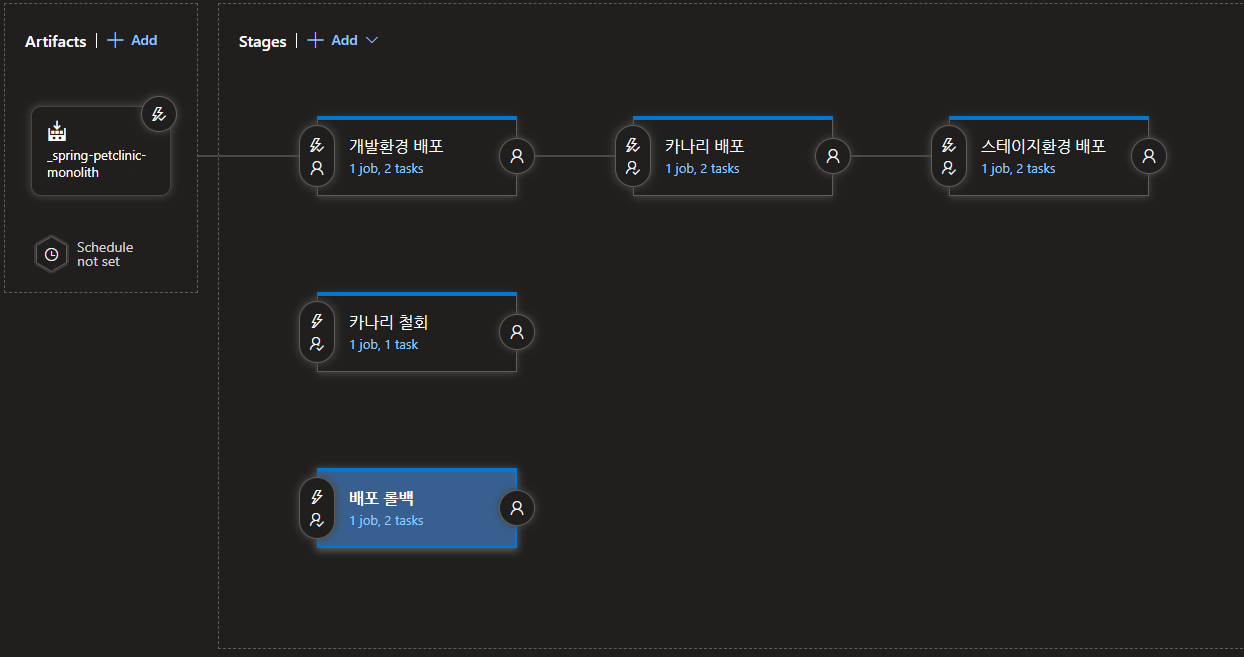 Artifacts | + Add
_spring-petclinic-
monolith
Schedule
not set
Stages | + Add
개발환경 배포
1 job, 2 tasks
카나리 배포
1 job, 2 tasks
스테이지환경 배포
1 job, 2 tasks
카나리 철회
1 job, 1 task
배포 롤백
1 job, 2 tasks